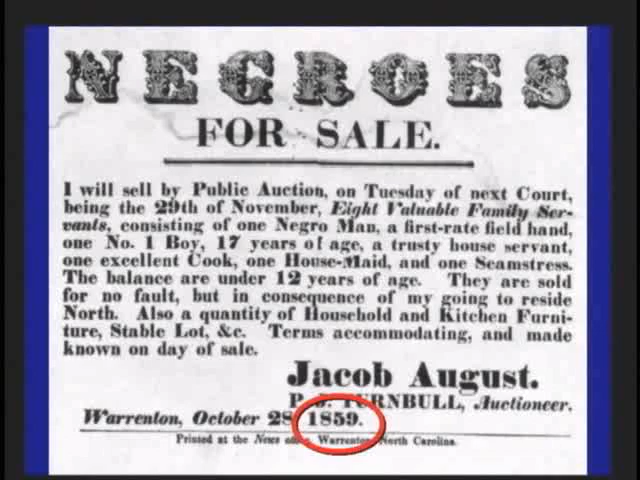 NEGROES
FOR SALE.
I will sell by Public Auction, on Tuesday of next Court,
being the 29th of November, Eight Valuable Family Ser-
vants, consisting of one Negro Man, a first-rate field hand,
one No. 1 Boy, 17 years of age, a trusty house servant,
one excellent Cook, one House-Maid, and one Seamstress.
The balance are under 12 years of age. They are sold
for no fault, but in consequence of my going to reside
North. Also a quantity of Household and Kitchen Furni-
ture, Stable Lot, &c. Terms accommodating, and made
known on day of sale.
Jacob August.
P. J. TURNBULL, Auctioneer.
Warrenton, October 28, 1859.
Printed at the News office, Warrenton, North Carolina.